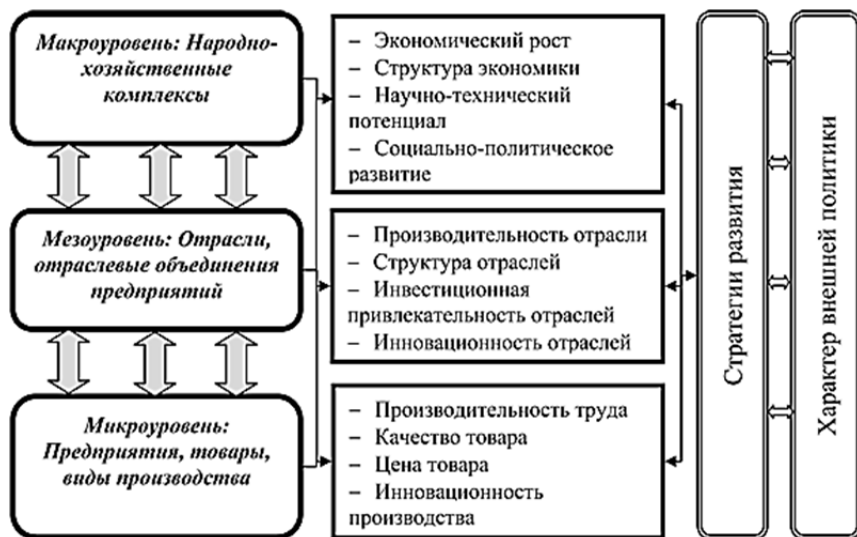 Макроуровень: Народно-
хозяйственные
комплексы
– Экономический рост
– Структура экономики
– Научно-технический
потенциал
– Социально-политическое
развитие
Мезоуровень: Отрасли,
отраслевые объединения
предприятий
– Производительность отрасли
– Структура отраслей
– Инвестиционная
привлекательность отраслей
– Инновационность отраслей
Микроуровень:
Предприятия, товары,
виды производства
– Производительность труда
– Качество товара
– Цена товара
– Инновационность
производства
Стратегии развития
Характер внешней политики